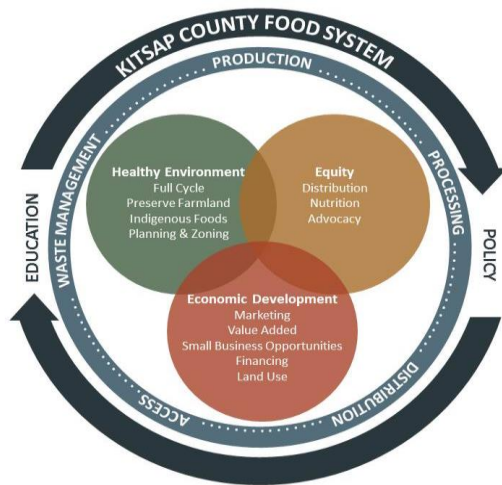 KITSAP COUNTY FOOD SYSTEM
PRODUCTION
PROCESSING
DISTRIBUTION
ACCESS
WASTE MANAGEMENT
EDUCATION
POLICY
Healthy Environment
Full Cycle
Preserve Farmland
Indigenous Foods
Planning & Zoning
Equity
Distribution
Nutrition
Advocacy
Economic Development
Marketing
Value Added
Small Business Opportunities
Financing
Land Use